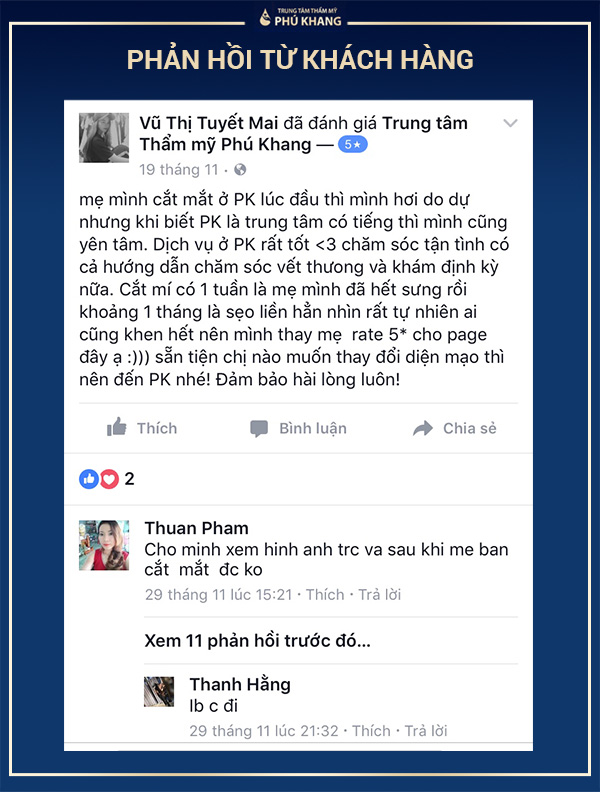 TRUNG TÂM THẨM MỸ
PHÚ KHANG
PHẢN HỒI TỪ KHÁCH HÀNG
Vũ Thị Tuyết Mai đã đánh giá Trung tâm
Thẩm mỹ Phú Khang — 5★
19 tháng 11 ·
mẹ mình cắt mắt ở PK lúc đầu thì mình hơi do dự
nhưng khi biết PK là trung tâm có tiếng thì mình cũng
yên tâm. Dịch vụ ở PK rất tốt <3 chăm sóc tận tình có
cả hướng dẫn chăm sóc vết thương và khám định kỳ
nữa. Cắt mí có 1 tuần là mẹ mình đã hết sưng rồi
khoảng 1 tháng là sẹo liền hẳn nhìn rất tự nhiên ai
cũng khen hết nên mình thay mẹ rate 5* cho page
đây ạ :))) sẵn tiện chị nào muốn thay đổi diện mạo thì
nên đến PK nhé! Đảm bảo hài lòng luôn!
Thích Bình luận Chia sẻ
2
Thuan Pham
Cho minh xem hinh anh trc va sau khi me ban
cắt mắt đc ko
29 tháng 11 lúc 15:21 · Thích · Trả lời
Xem 11 phản hồi trước đó...
Thanh Hằng
Ib c đi
29 tháng 11 lúc 21:32 · Thích · Trả lời